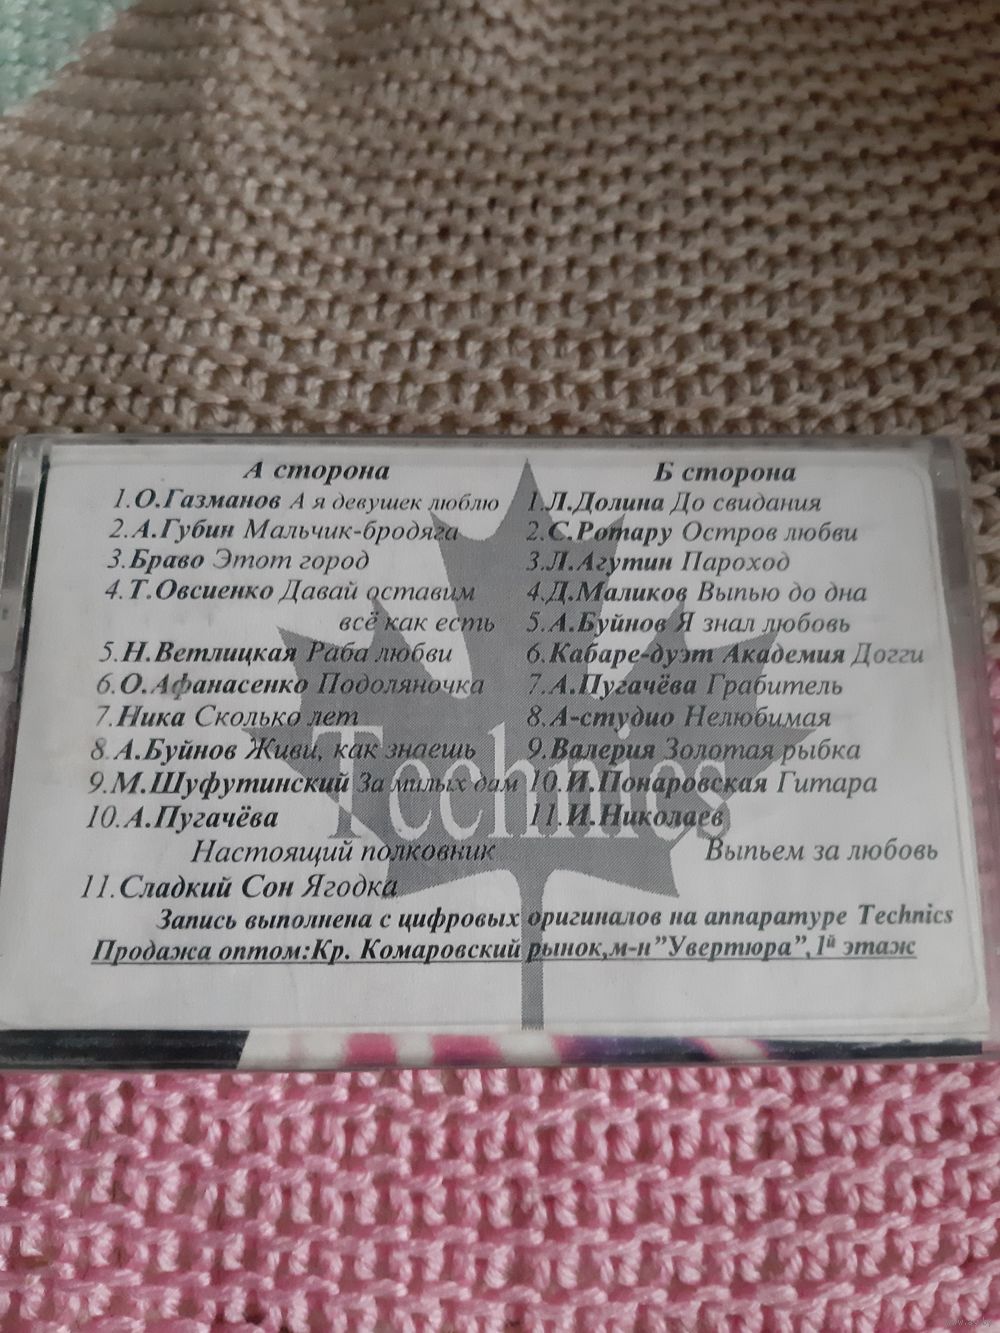 А сторона
1.О.Газманов А я девушек люблю
2.А.Губин Мальчик-бродяга
3.Браво Этот город
4.Т.Овсиенко Давай оставим
всё как есть
5.Н.Ветлицкая Раба любви
6.О.Афанасенко Подоляночка
7.Ника Сколько лет
8.А.Буйнов Живи, как знаешь
9.М.Шуфутинский За милых дам
10.А.Пугачёва
Настоящий полковник
11.Сладкий Сон Ягодка
Б сторона
1.Л.Долина До свидания
2.С.Ротару Остров любви
3.Л.Агутин Пароход
4.Д.Маликов Выпью до дна
5.А.Буйнов Я знал любовь
6.Кабаре-дуэт Академия Догги
7.А.Пугачёва Грабитель
8.А-студио Нелюбимая
9.Валерия Золотая рыбка
10.И.Понаровская Гитара
11.И.Николаев
Выпьем за любовь
Technics
Запись выполнена с цифровых оригиналов на аппаратуре Technics
Продажа оптом:Кр. Комаровский рынок,м-н"Увертюра",1й этаж